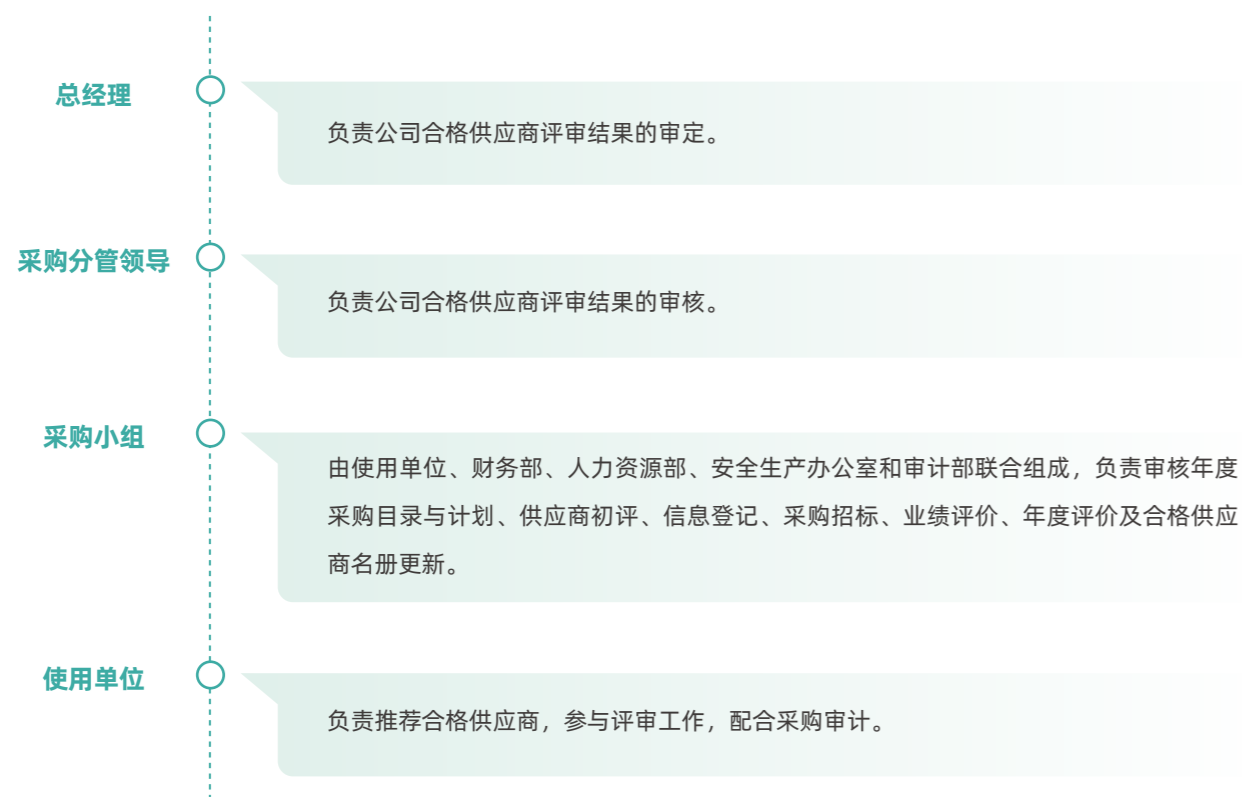 总经理
负责公司合格供应商评审结果的审定。
采购分管领导
负责公司合格供应商评审结果的审核。
采购小组
由使用单位、财务部、人力资源部、安全生产办公室和审计部联合组成，负责审核年度
采购目录与计划、供应商初评、信息登记、采购招标、业绩评价、年度评价及合格供应
商名册更新。
使用单位
负责推荐合格供应商，参与评审工作，配合采购审计。